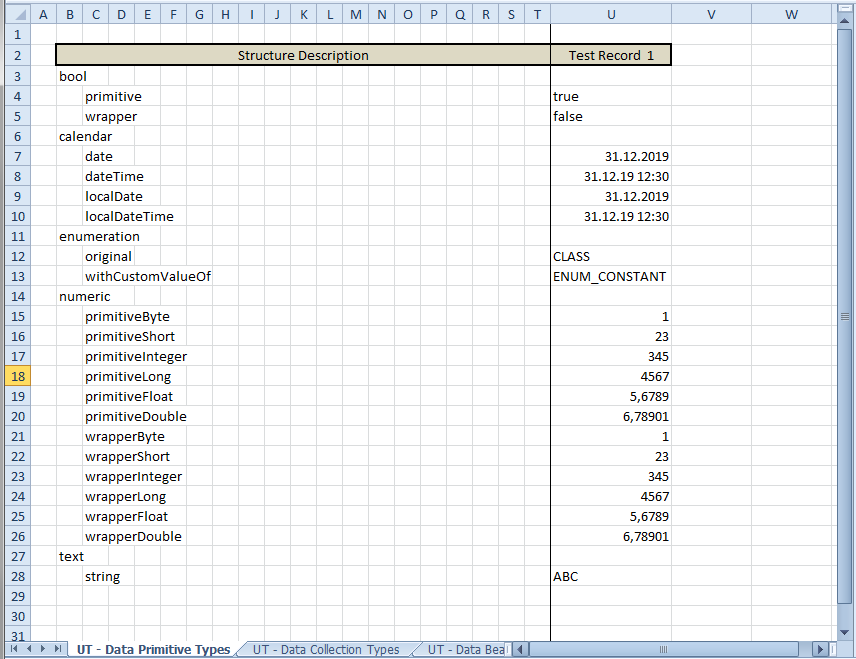 A B C D E F G H I J K L M N O P Q R S T U V W
1
2 Structure Description Test Record 1
3 bool
4 primitive true
5 wrapper false
6 calendar
7 date 31.12.2019
8 dateTime 31.12.19 12:30
9 localDate 31.12.2019
10 localDateTime 31.12.19 12:30
11 enumeration
12 original CLASS
13 withCustomValueOf ENUM_CONSTANT
14 numeric
15 primitiveByte 1
16 primitiveShort 23
17 primitiveInteger 345
18 primitiveLong 4567
19 primitiveFloat 5,6789
20 primitiveDouble 6,78901
21 wrapperByte 1
22 wrapperShort 23
23 wrapperInteger 345
24 wrapperLong 4567
25 wrapperFloat 5,6789
26 wrapperDouble 6,78901
27 text
28 string ABC
29
30
31
UT - Data Primitive Types UT - Data Collection Types UT - Data Bea